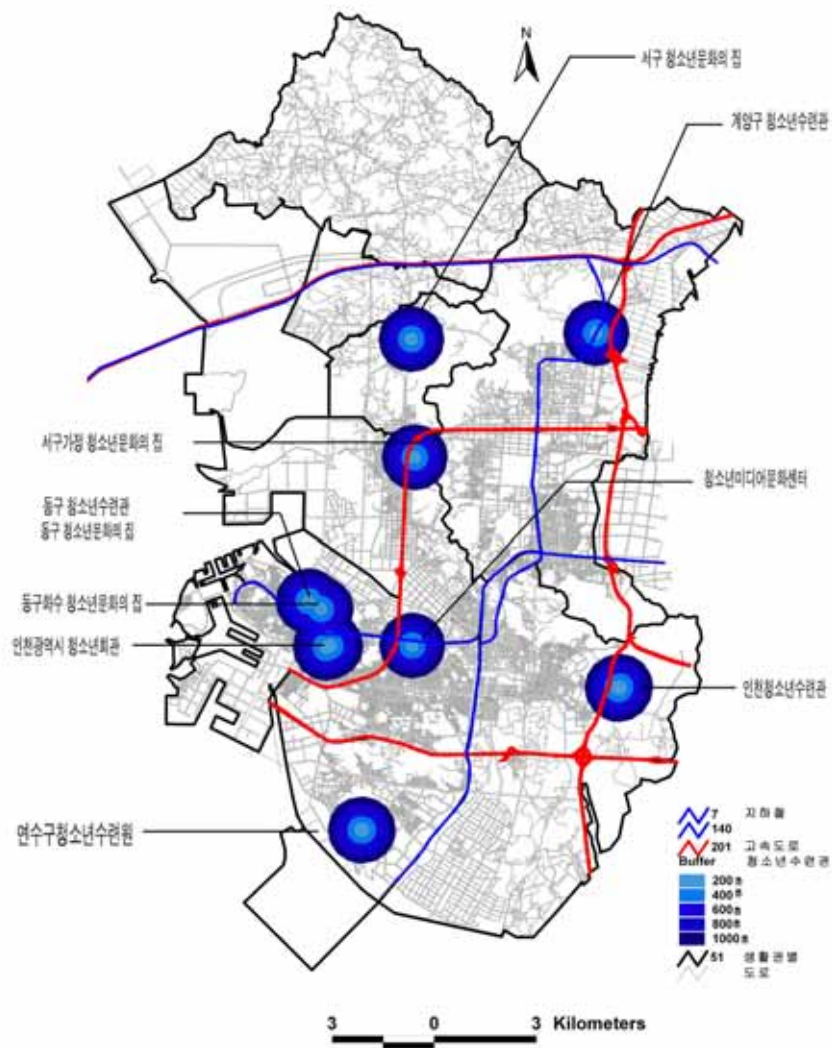 N
서구 청소년문화의 집
계양구 청소년수련관
서구가정 청소년문화의 집
청소년미디어문화센터
동구 청소년수련관
동구 청소년문화의 집
동구화수 청소년문화의 집
인천광역시 청소년회관
인천청소년수련관
연수구청소년수련원
7 지하철
140
201 고속도로
Buffer 청소년수련권
200m
400m
600m
800m
1000m
51 생활권별
도로
3 0 3 Kilometers